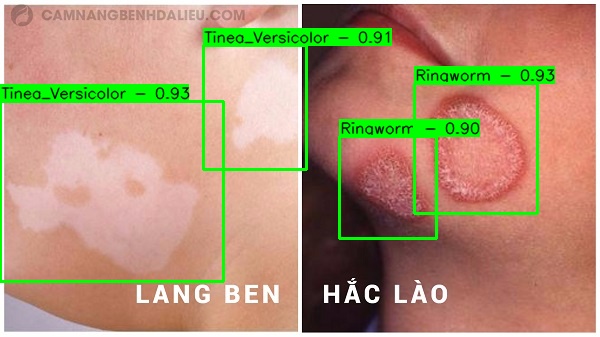 CAMNANGBENHDALIEU.COM
Tinea_Versicolor - 0.91
Tinea_Versicolor - 0.93
Ringworm - 0.93
Ringworm - 0.90
LANG BEN
HẮC LÀO